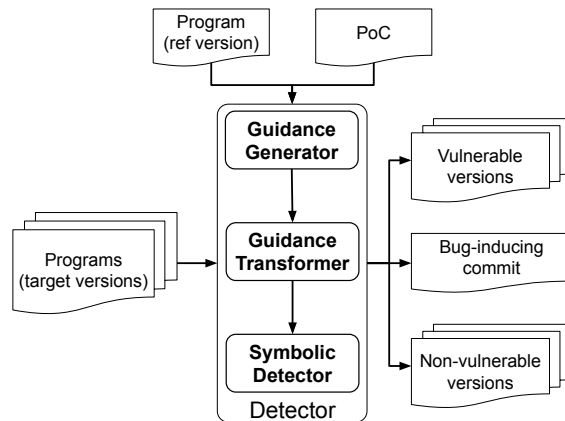 Program
(ref version)
PoC
Guidance
Generator
Vulnerable
versions
Programs
(target versions)
Guidance
Transformer
Bug-inducing
commit
Symbolic
Detector
Non-vulnerable
versions
Detector